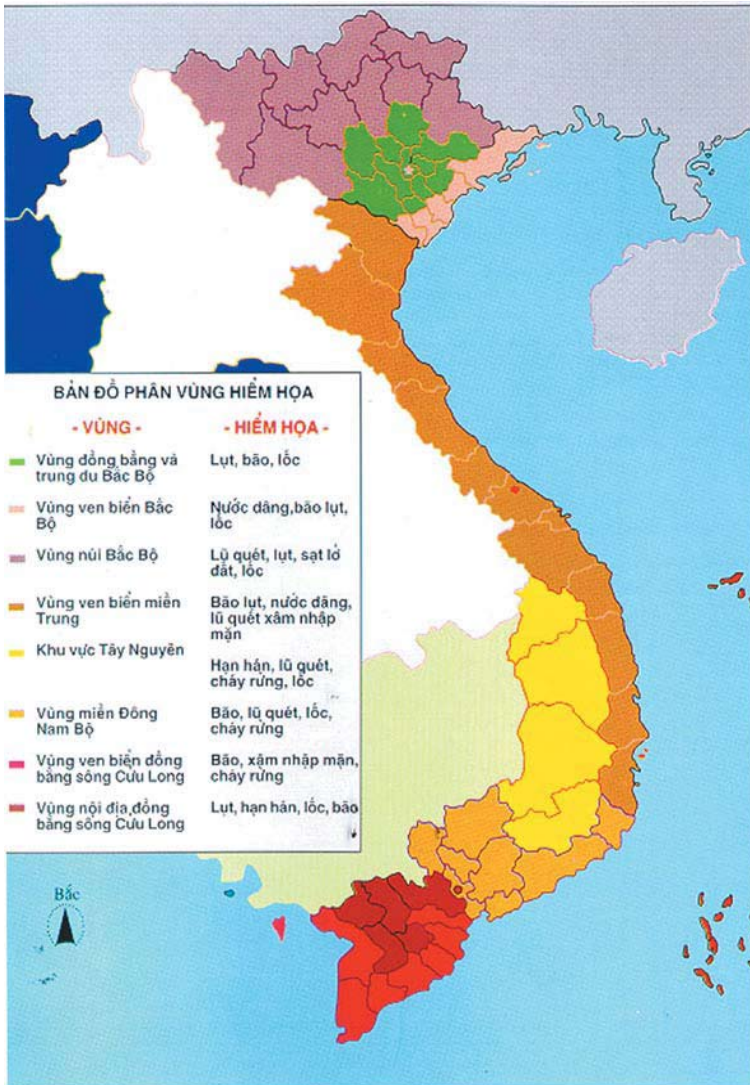 BẢN ĐỒ PHÂN VÙNG HIỂM HỌA
- VÙNG -
- HIỂM HỌA -
Vùng đồng bằng và
trung du Bắc Bộ
Lụt, bão, lốc
Vùng ven biển Bắc
Bộ
Nước dâng,bão lụt,
lốc
Vùng núi Bắc Bộ
Lũ quét, lụt, sạt lở
đất, lốc
Vùng ven biển miền
Trung
Bão lụt, nước dâng,
lũ quét xâm nhập
mặn
Khu vực Tây Nguyên
Hạn hán, lũ quét,
cháy rừng, lốc
Vùng miền Đông
Nam Bộ
Bão, lũ quét, lốc,
cháy rừng
Vùng ven biển đồng
bằng sông Cửu Long
Bão, xâm nhập mặn,
cháy rừng
Vùng nội địa đồng
bằng sông Cửu Long
Lụt, hạn hán, lốc, bão
Bắc